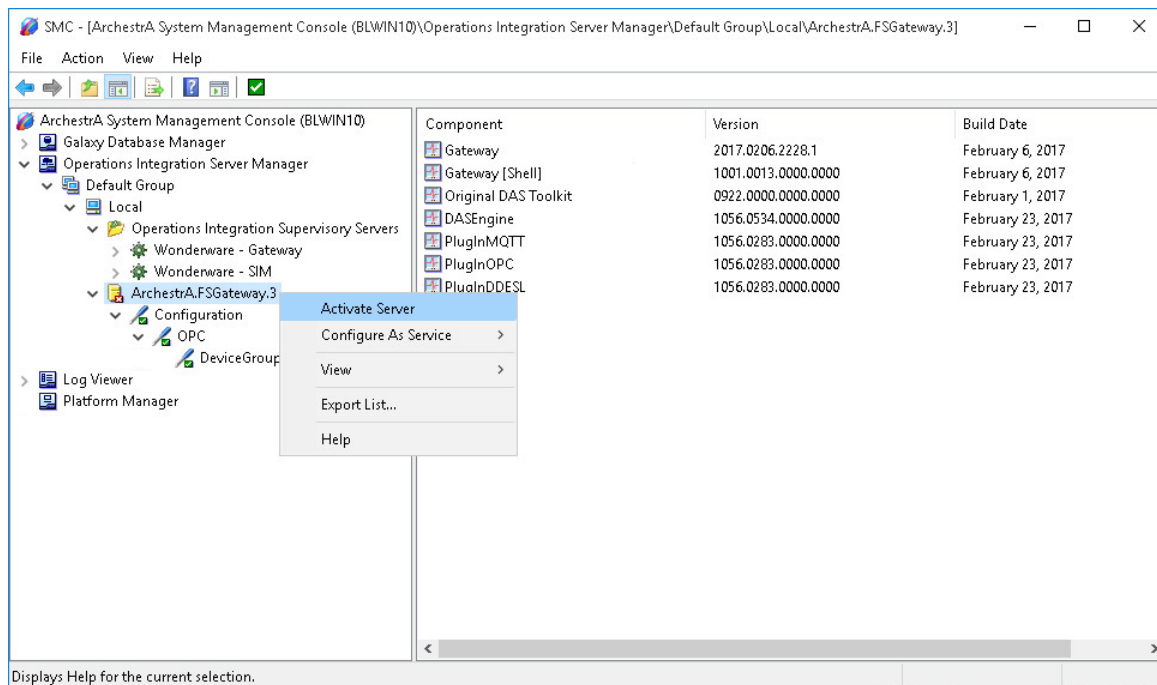 SMC - [ArchestrA System Management Console (BLWIN10)\Operations Integration Server Manager\Default Group\Local\ArchestrA.FSGateway.3]
File Action View Help
ArchestrA System Management Console (BLWIN10)
Galaxy Database Manager
Operations Integration Server Manager
Default Group
Local
Operations Integration Supervisory Servers
Wonderware - Gateway
Wonderware - SIM
ArchestrA.FSGateway.3
Configuration
OPC
DeviceGroup
Log Viewer
Platform Manager
Activate Server
Configure As Service
View
Export List...
Help
Component Version Build Date
Gateway 2017.0206.2228.1 February 6, 2017
Gateway [Shell] 1001.0013.0000.0000 February 6, 2017
Original DAS Toolkit 0922.0000.0000.0000 February 1, 2017
DASEngine 1056.0534.0000.0000 February 23, 2017
PlugInMQTT 1056.0283.0000.0000 February 23, 2017
PlugInOPC 1056.0283.0000.0000 February 23, 2017
PlugInDDESL 1056.0283.0000.0000 February 23, 2017
Displays Help for the current selection.